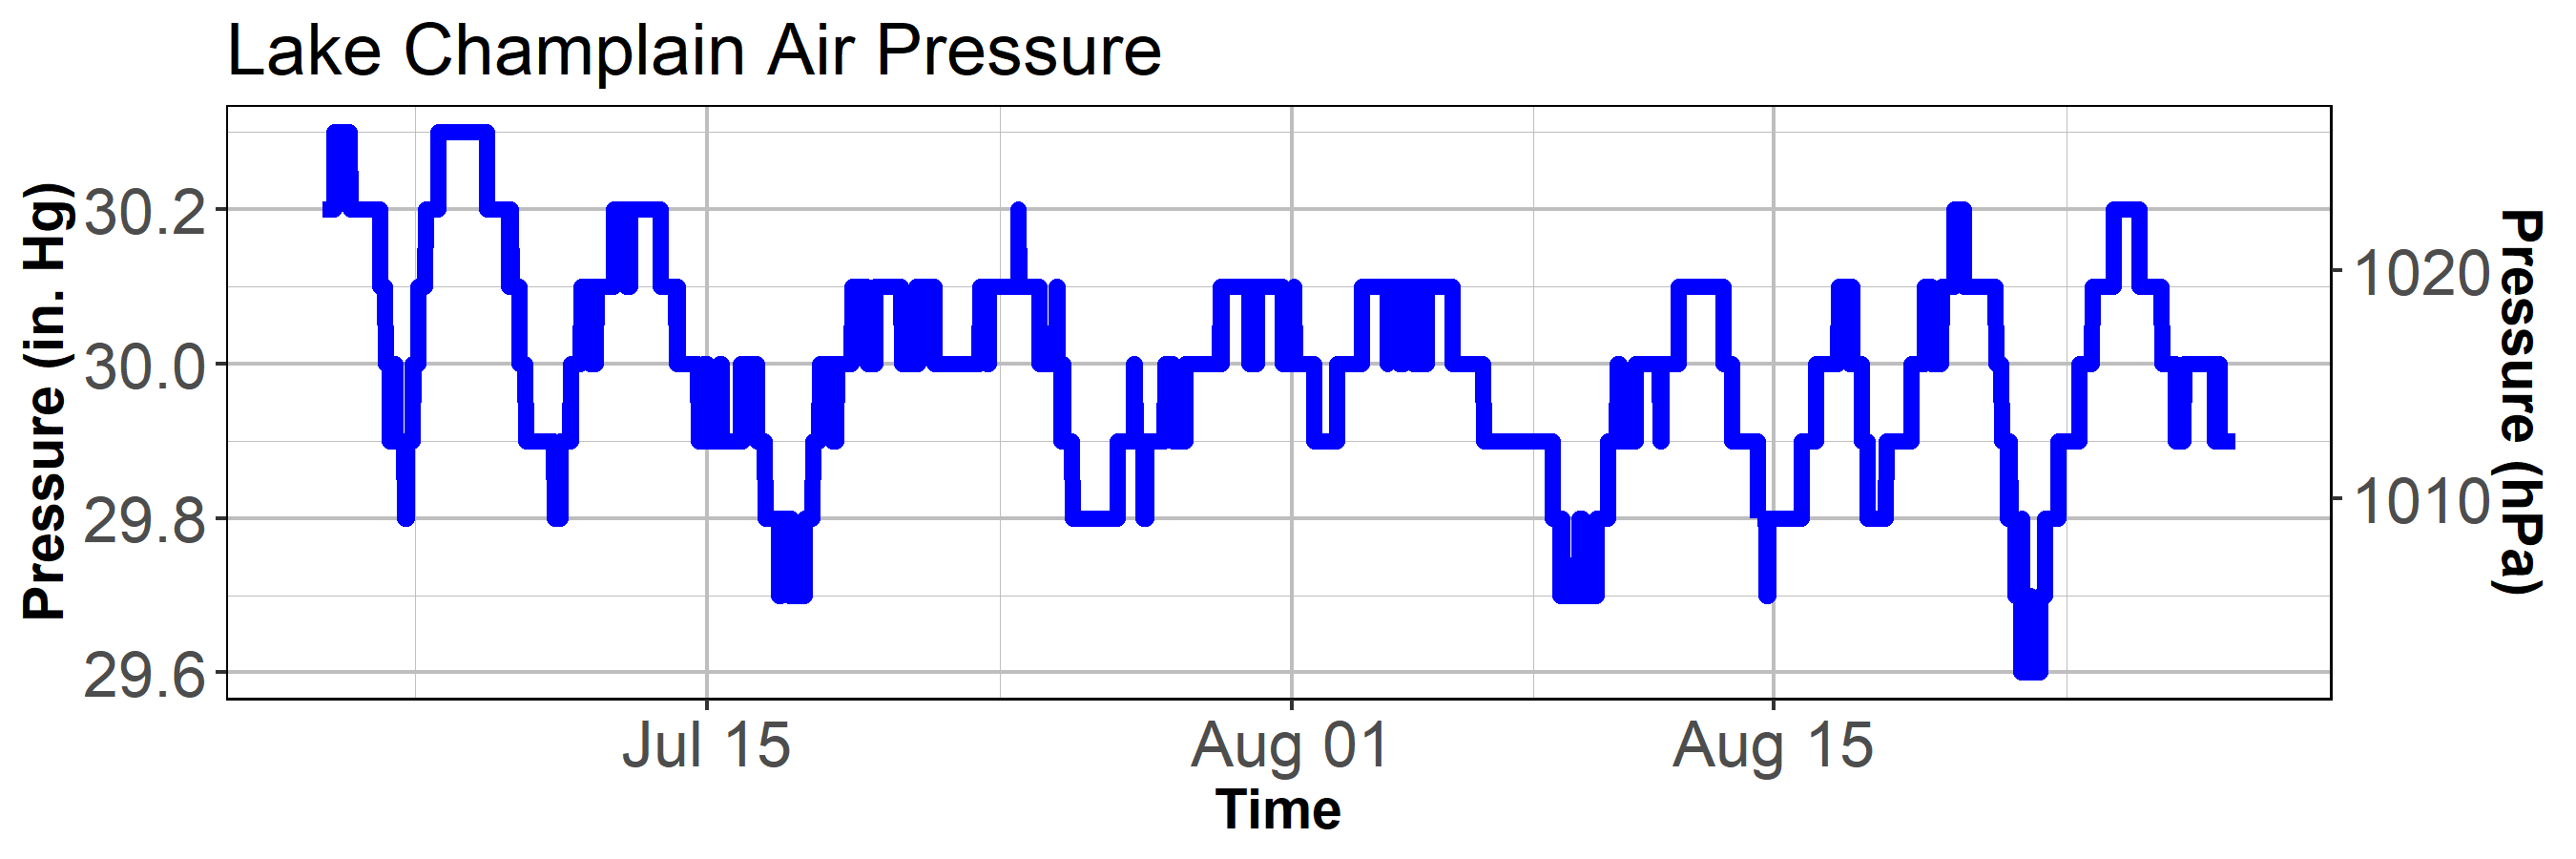 Lake Champlain Air Pressure
Pressure (in. Hg)
30.2
30.0
29.8
29.6
1020
1010
Pressure (hPa)
Jul 15
Aug 01
Aug 15
Time